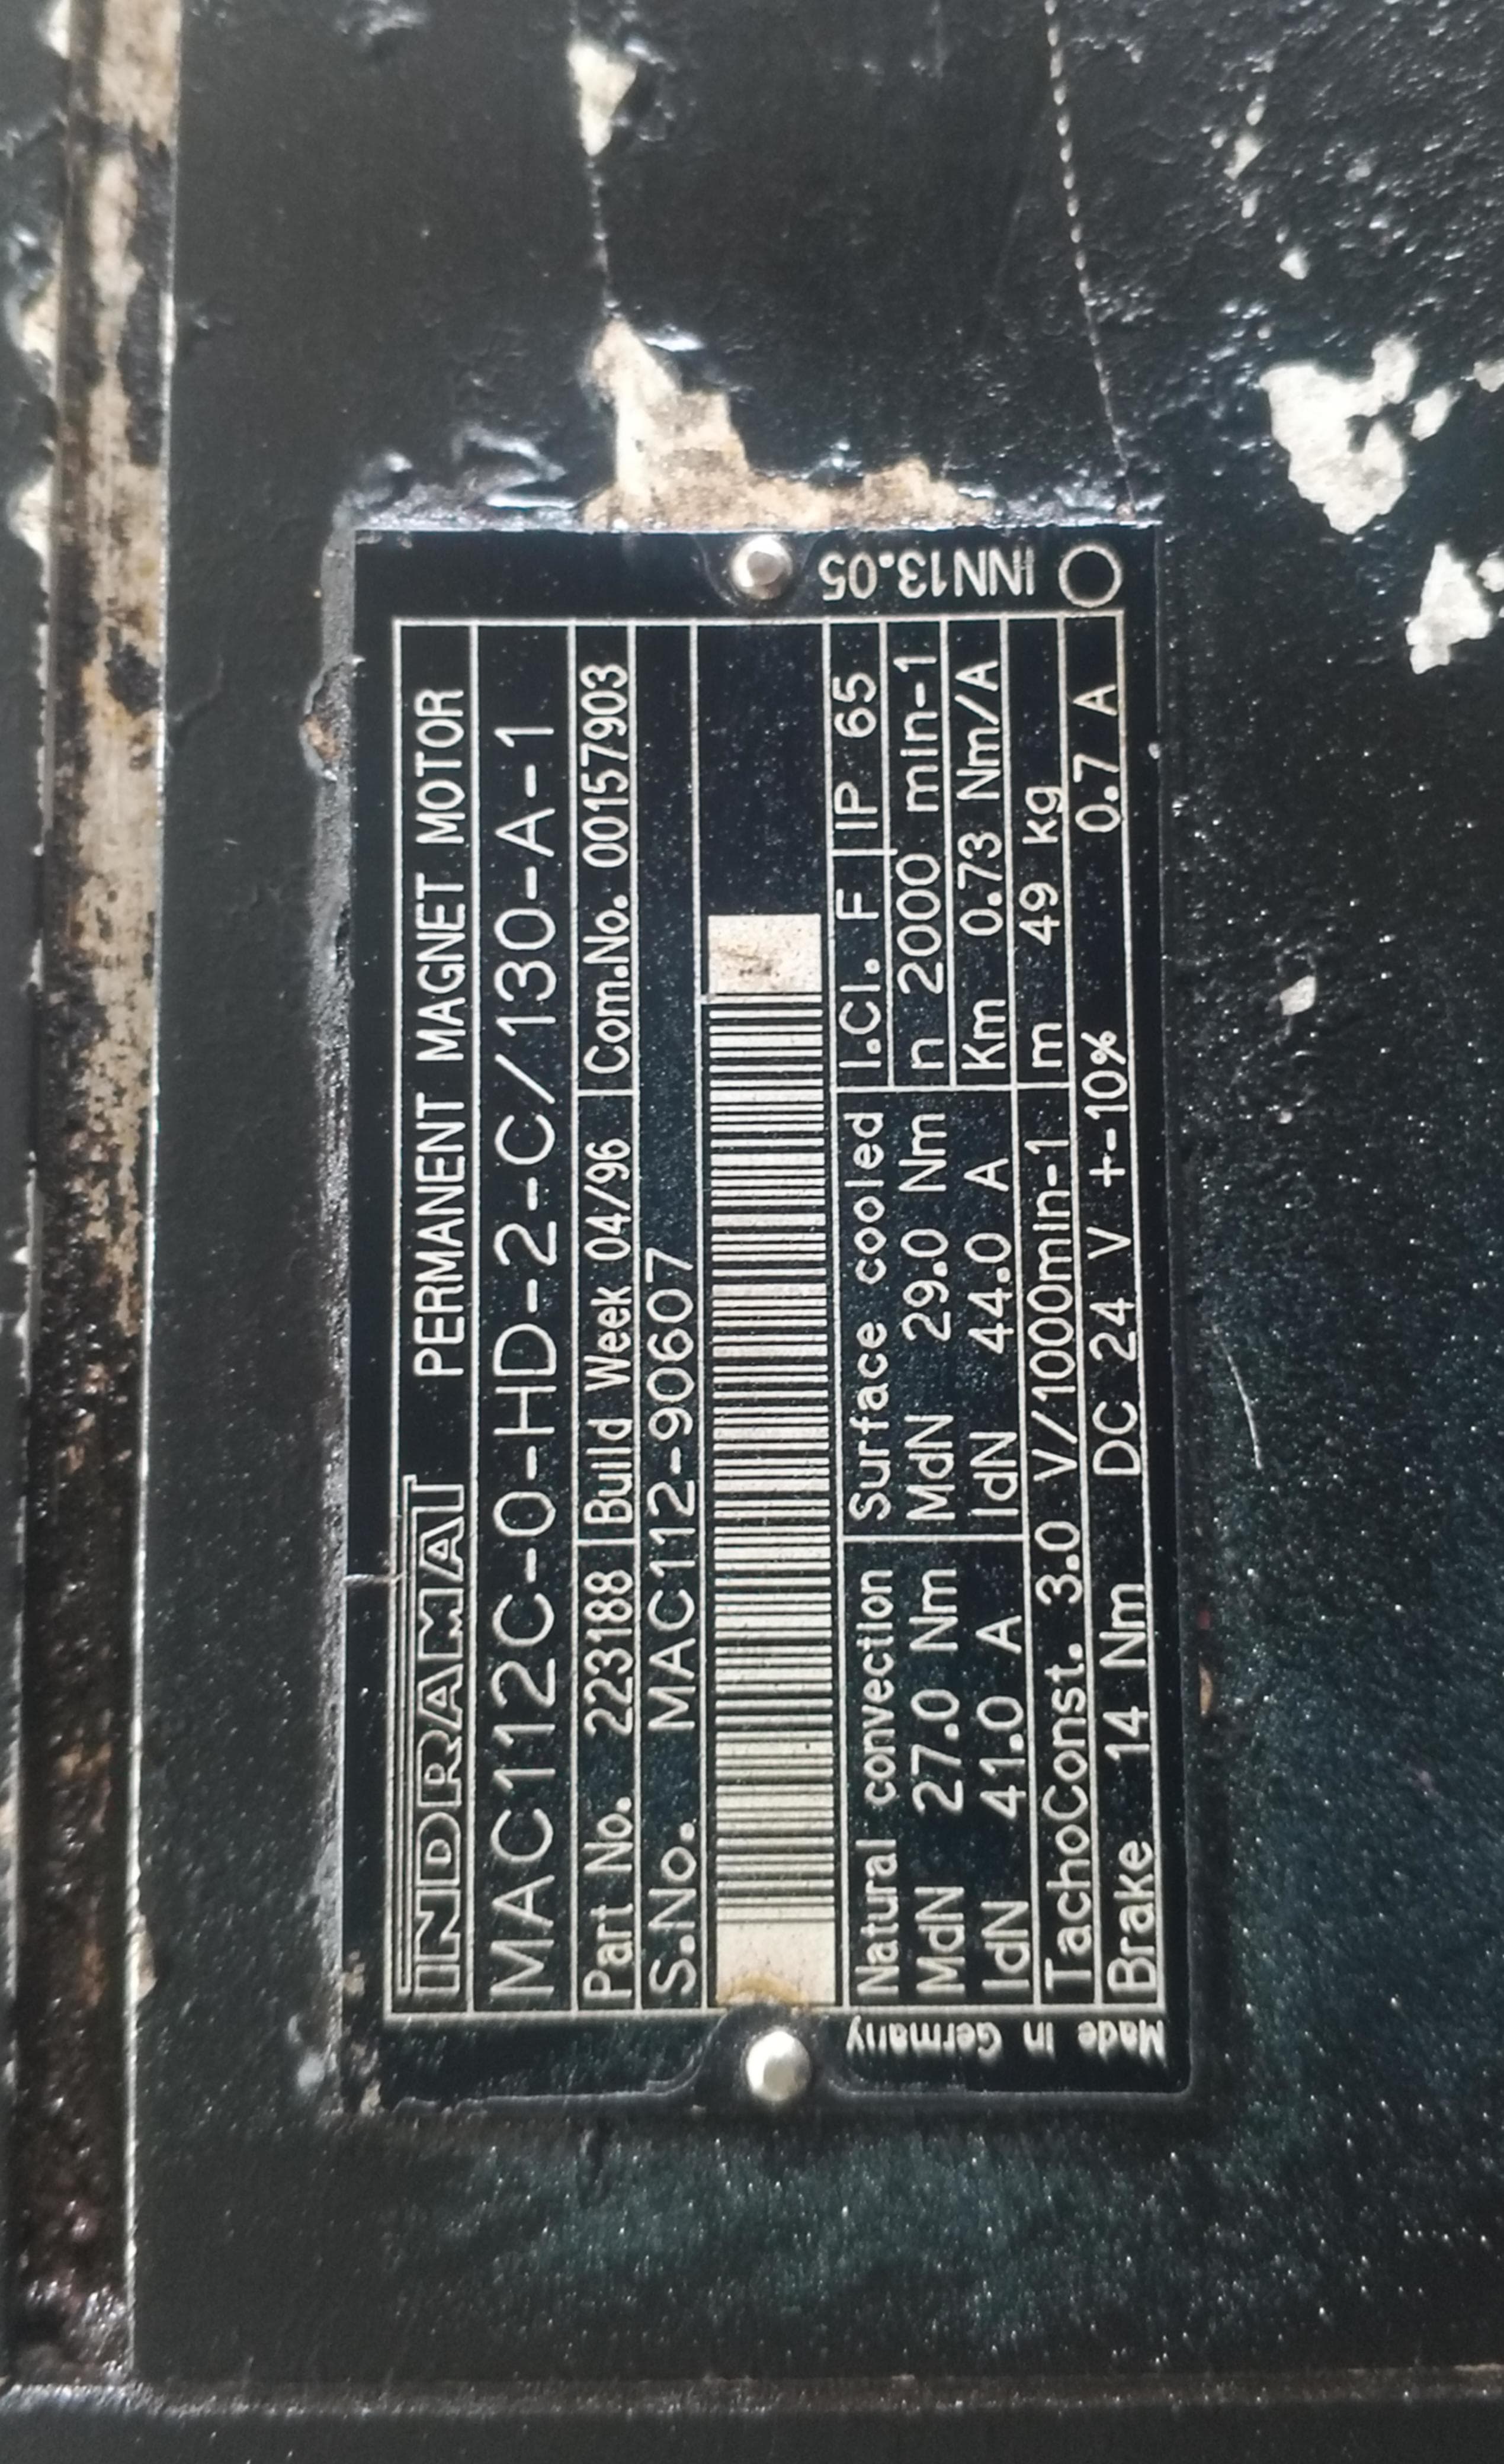 INDRAMAT PERMANENT MAGNET MOTOR
MAC112C-0-HD-2-C/130-A-1
Part No. 223188 Build Week 04/96 Com.No. 00157903
S.No. MAC112-90607
Natural convection Surface cooled I.Cl. F IP 65
MdN 27.0 Nm MdN 29.0 Nm n 2000 min-1
IdN 41.0 A IdN 44.0 A Km 0.73 Nm/A
TachoConst. 3.0 V/1000min-1 m 49 kg
Brake 14 Nm DC 24 V +-10% 0.7 A
Made in Germany
INN13.05